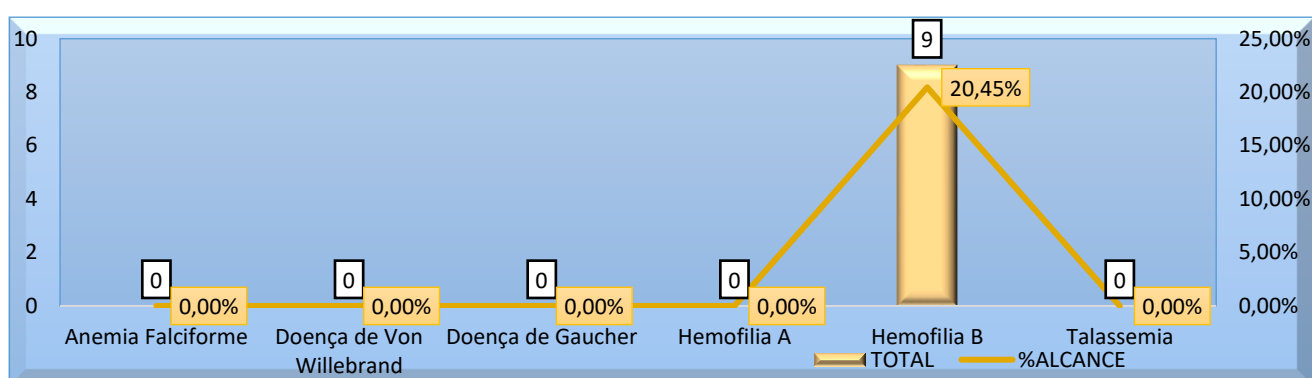 10
8
6
4
2
0
25,00%
20,00%
15,00%
10,00%
5,00%
0,00%
0
0
0
0
9
0
0,00%
0,00%
0,00%
0,00%
20,45%
0,00%
Anemia Falciforme
Doença de Von
Willebrand
Doença de Gaucher
Hemofilia A
Hemofilia B
Talassemia
TOTAL
%ALCANCE